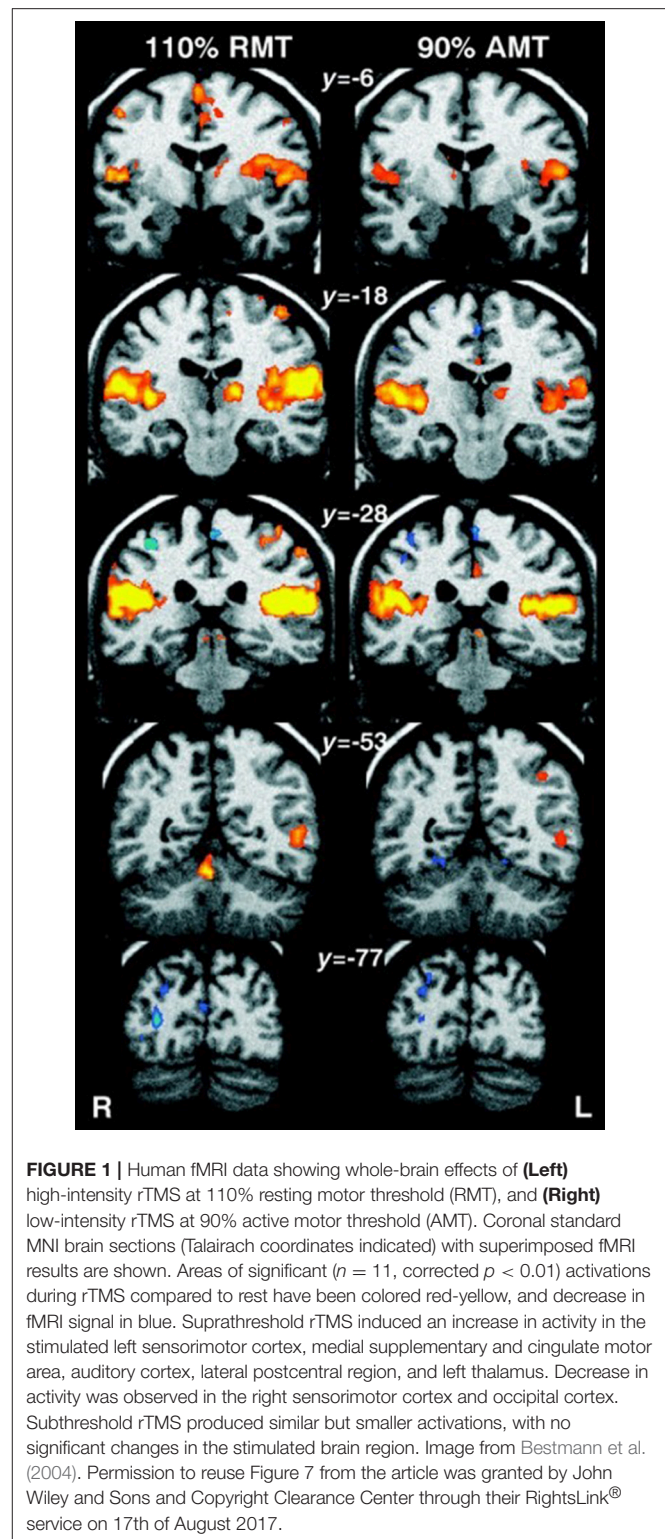 110% RMT 90% AMT
y=-6
y=-18
y=-28
y=-53
y=-77
R L
FIGURE 1 | Human fMRI data showing whole-brain effects of (Left)
high-intensity rTMS at 110% resting motor threshold (RMT), and (Right)
low-intensity rTMS at 90% active motor threshold (AMT). Coronal standard
MNI brain sections (Talairach coordinates indicated) with superimposed fMRI
results are shown. Areas of significant (n = 11, corrected p < 0.01) activations
during rTMS compared to rest have been colored red-yellow, and decrease in
fMRI signal in blue. Suprathreshold rTMS induced an increase in activity in the
stimulated left sensorimotor cortex, medial supplementary and cingulate motor
area, auditory cortex, lateral postcentral region, and left thalamus. Decrease in
activity was observed in the right sensorimotor cortex and occipital cortex.
Subthreshold rTMS produced similar but smaller activations, with no
significant changes in the stimulated brain region. Image from Bestmann et al.
(2004). Permission to reuse Figure 7 from the article was granted by John
Wiley and Sons and Copyright Clearance Center through their RightsLink®
service on 17th of August 2017.